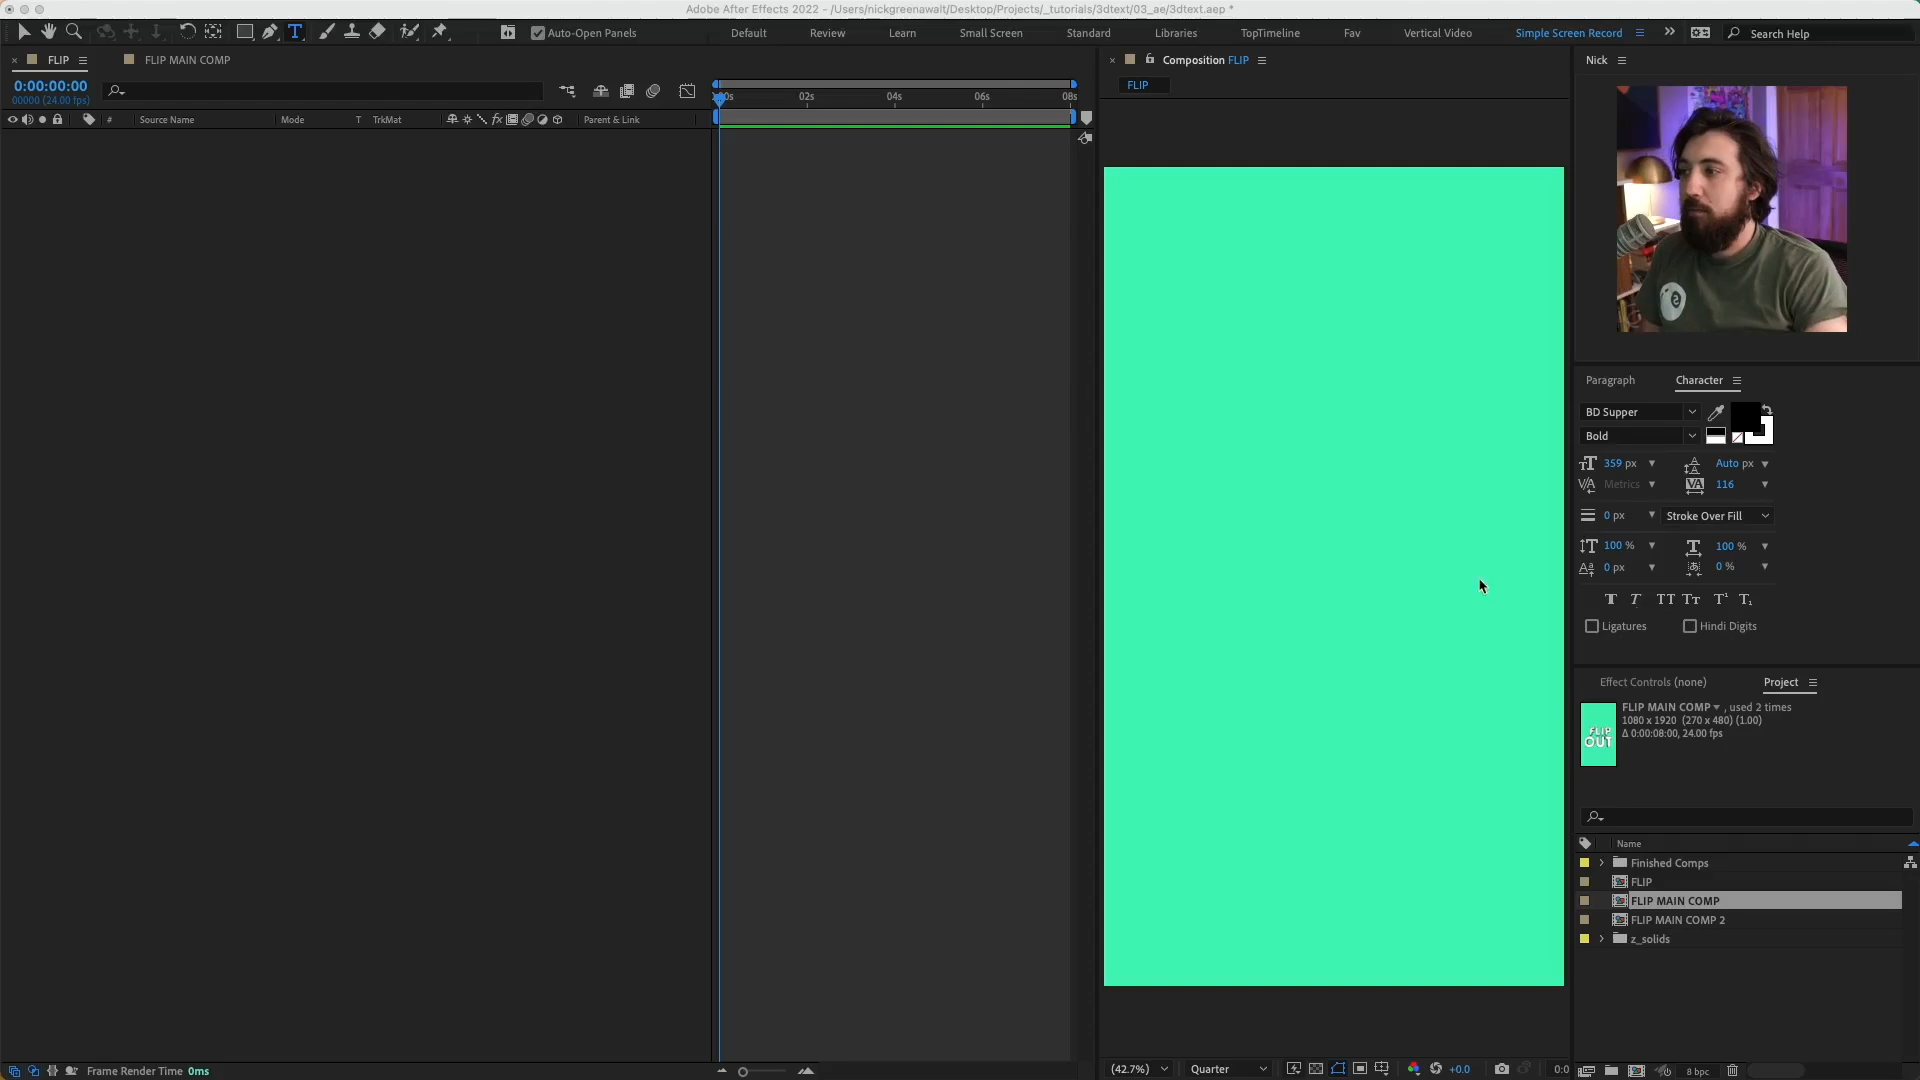 Adobe After Effects 2022 - /Users/nickgreenawalt/Desktop/Projects/_tutorials/3dtext/03_ae/3dtext.aep *
Auto-Open Panels
Default
Review
Learn
Small Screen
Standard
Libraries
TopTimeline
Fav
Vertical Video
Simple Screen Record
Search Help
FLIP
FLIP MAIN COMP
0:00:00:00
00000 (24.00 fps)
02s
04s
06s
08s
#
Source Name
Mode
T
TrkMat
Parent & Link
Frame Render Time 0ms
Composition FLIP
FLIP
(42.7%)
Quarter
+0.0
Nick
Paragraph
Character
BD Supper
Bold
359 px
Auto px
Metrics
116
0 px
Stroke Over Fill
100 %
100 %
0 px
0 %
Ligatures
Hindi Digits
Effect Controls (none)
Project
FLIP MAIN COMP , used 2 times
1080 x 1920 (270 x 480) (1.00)
Δ 0:00:08:00, 24.00 fps
FLIP
OUT
Name
Finished Comps
FLIP
FLIP MAIN COMP
FLIP MAIN COMP 2
z_solids
8 bpc